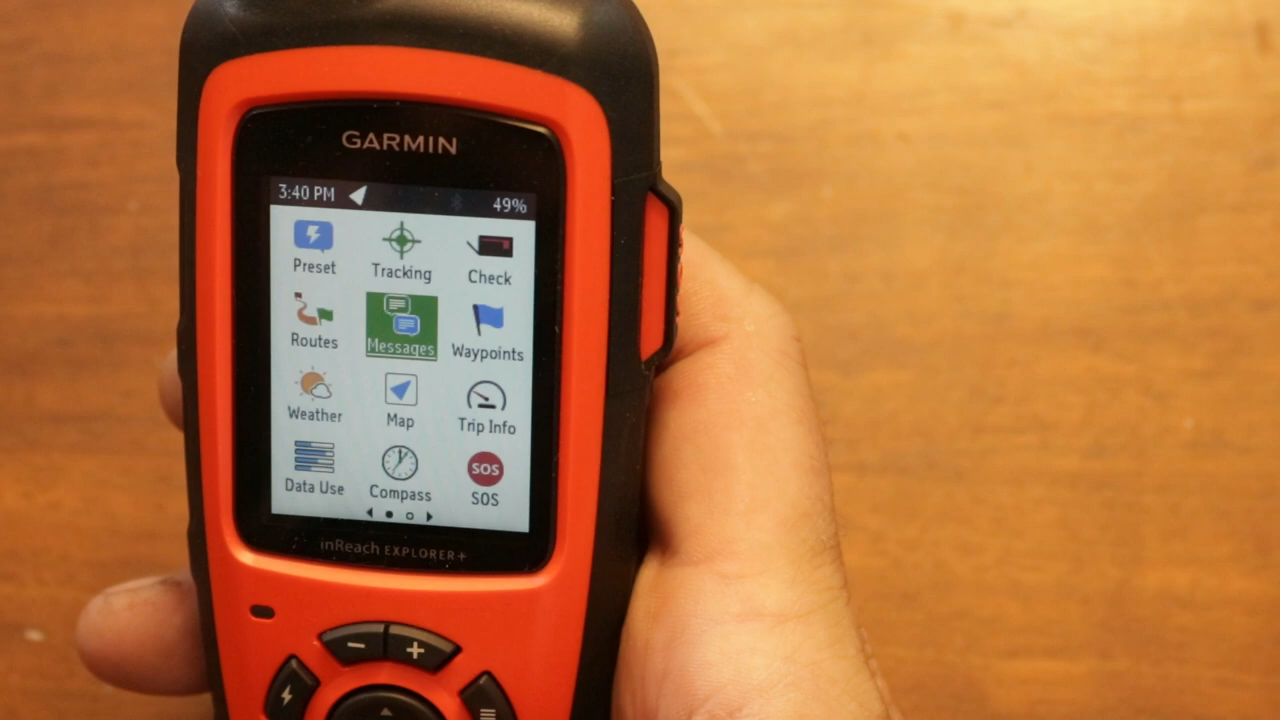 GARMIN
3:40 PM 49%
Preset Tracking Check
Routes Messages Waypoints
Weather Map Trip Info
Data Use Compass SOS
SOS
inReach EXPLORER+
− +